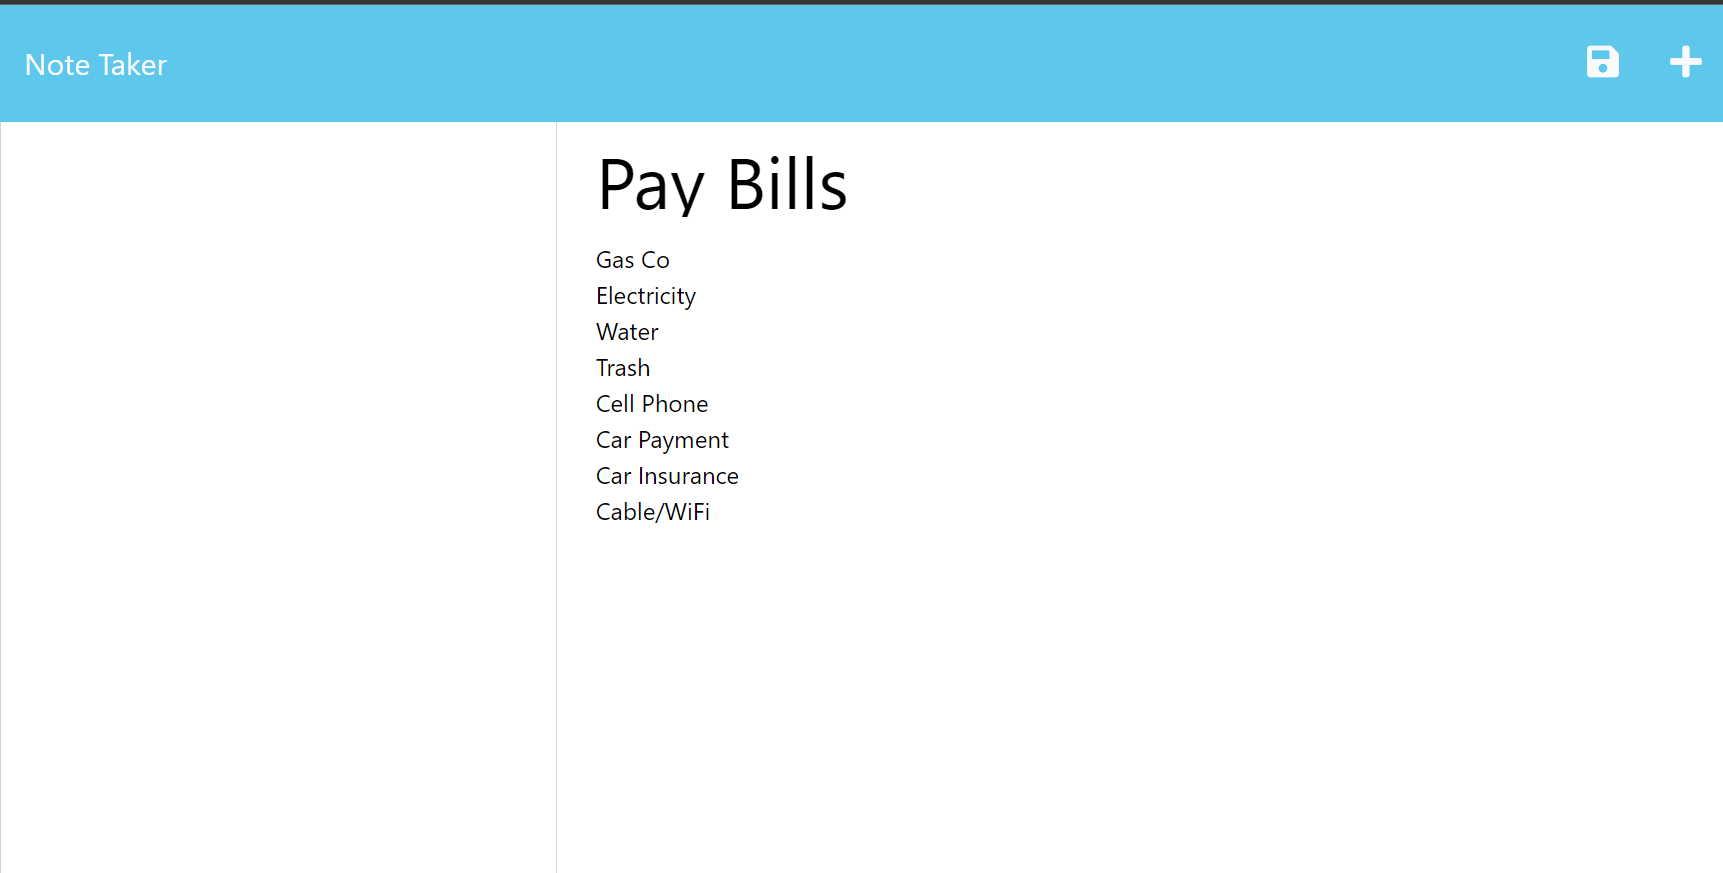 Note Taker
Pay Bills
Gas Co
Electricity
Water
Trash
Cell Phone
Car Payment
Car Insurance
Cable/WiFi